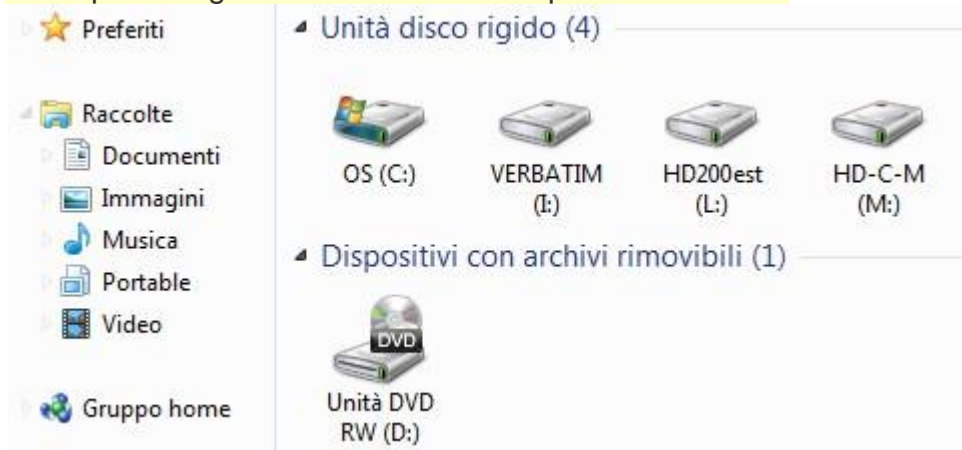 Preferiti
Raccolte
Documenti
Immagini
Musica
Portable
Video
Gruppo home
Unità disco rigido (4)
OS (C:)
VERBATIM
(I:)
HD200est
(L:)
HD-C-M
(M:)
Dispositivi con archivi rimovibili (1)
DVD
Unità DVD
RW (D:)